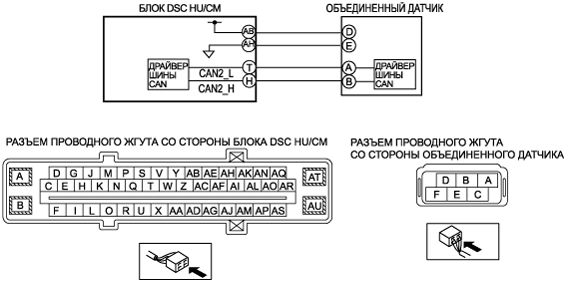 БЛОК DSC HU/CM
ОБЪЕДИНЕННЫЙ ДАТЧИК
AB D
AH E
ДРАЙВЕР ШИНЫ CAN
CAN2_L T A
CAN2_H H B
ДРАЙВЕР ШИНЫ CAN
РАЗЪЕМ ПРОВОДНОГО ЖГУТА СО СТОРОНЫ БЛОКА DSC HU/CM
A D G J M P S V Y AB AE AH AK AN AQ AT
C E H K N Q T W Z AC AF AI AL AO AR
B F I L O R U X AA AD AG AJ AM AP AS AU
РАЗЪЕМ ПРОВОДНОГО ЖГУТА
СО СТОРОНЫ ОБЪЕДИНЕННОГО ДАТЧИКА
D B A
F E C